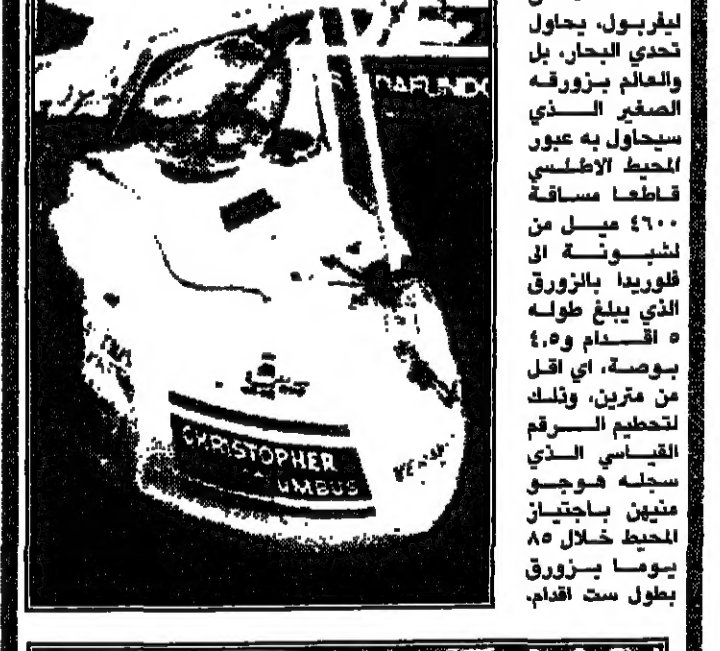 ليفربول، يحاول
تحدي البحار، بل
والعالم بزورقه
الصغير الذي
سيحاول به عبور
المحيط الاطلسي
قاطعا مسافة
٤٦٠٠ ميل من
لشبونة الى
فلوريدا بالزورق
الذي يبلغ طوله
٥ اقدام و٤,٥
بوصة، اي اقل
من مترين، وذلك
لتحطيم الرقم
القياسي الذي
سجله هوجو
فيهن باجتياز
المحيط خلال ٨٥
يوما بزورق
بطول ست اقدام.
DAFUNDO
CHRISTOPHER
UMBUS